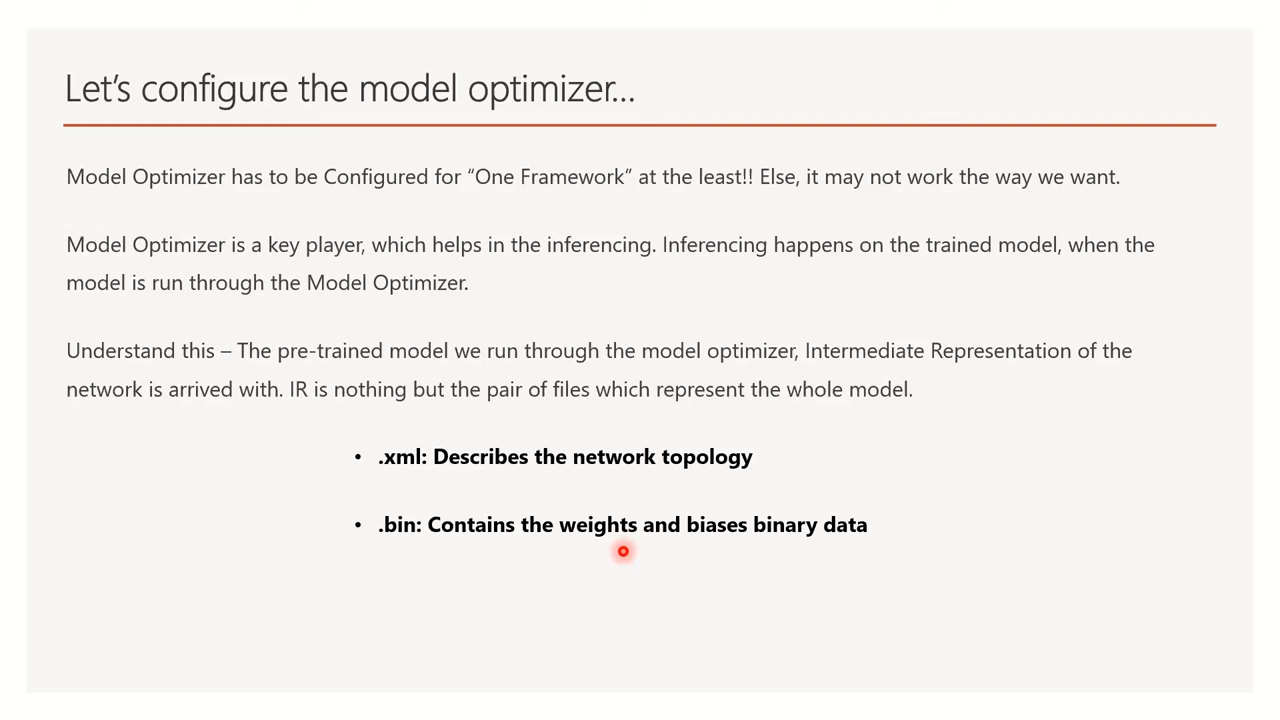 Let's configure the model optimizer...
Model Optimizer has to be Configured for “One Framework” at the least!! Else, it may not work the way we want.
Model Optimizer is a key player, which helps in the inferencing. Inferencing happens on the trained model, when the
model is run through the Model Optimizer.
Understand this – The pre-trained model we run through the model optimizer, Intermediate Representation of the
network is arrived with. IR is nothing but the pair of files which represent the whole model.
• .xml: Describes the network topology
• .bin: Contains the weights and biases binary data